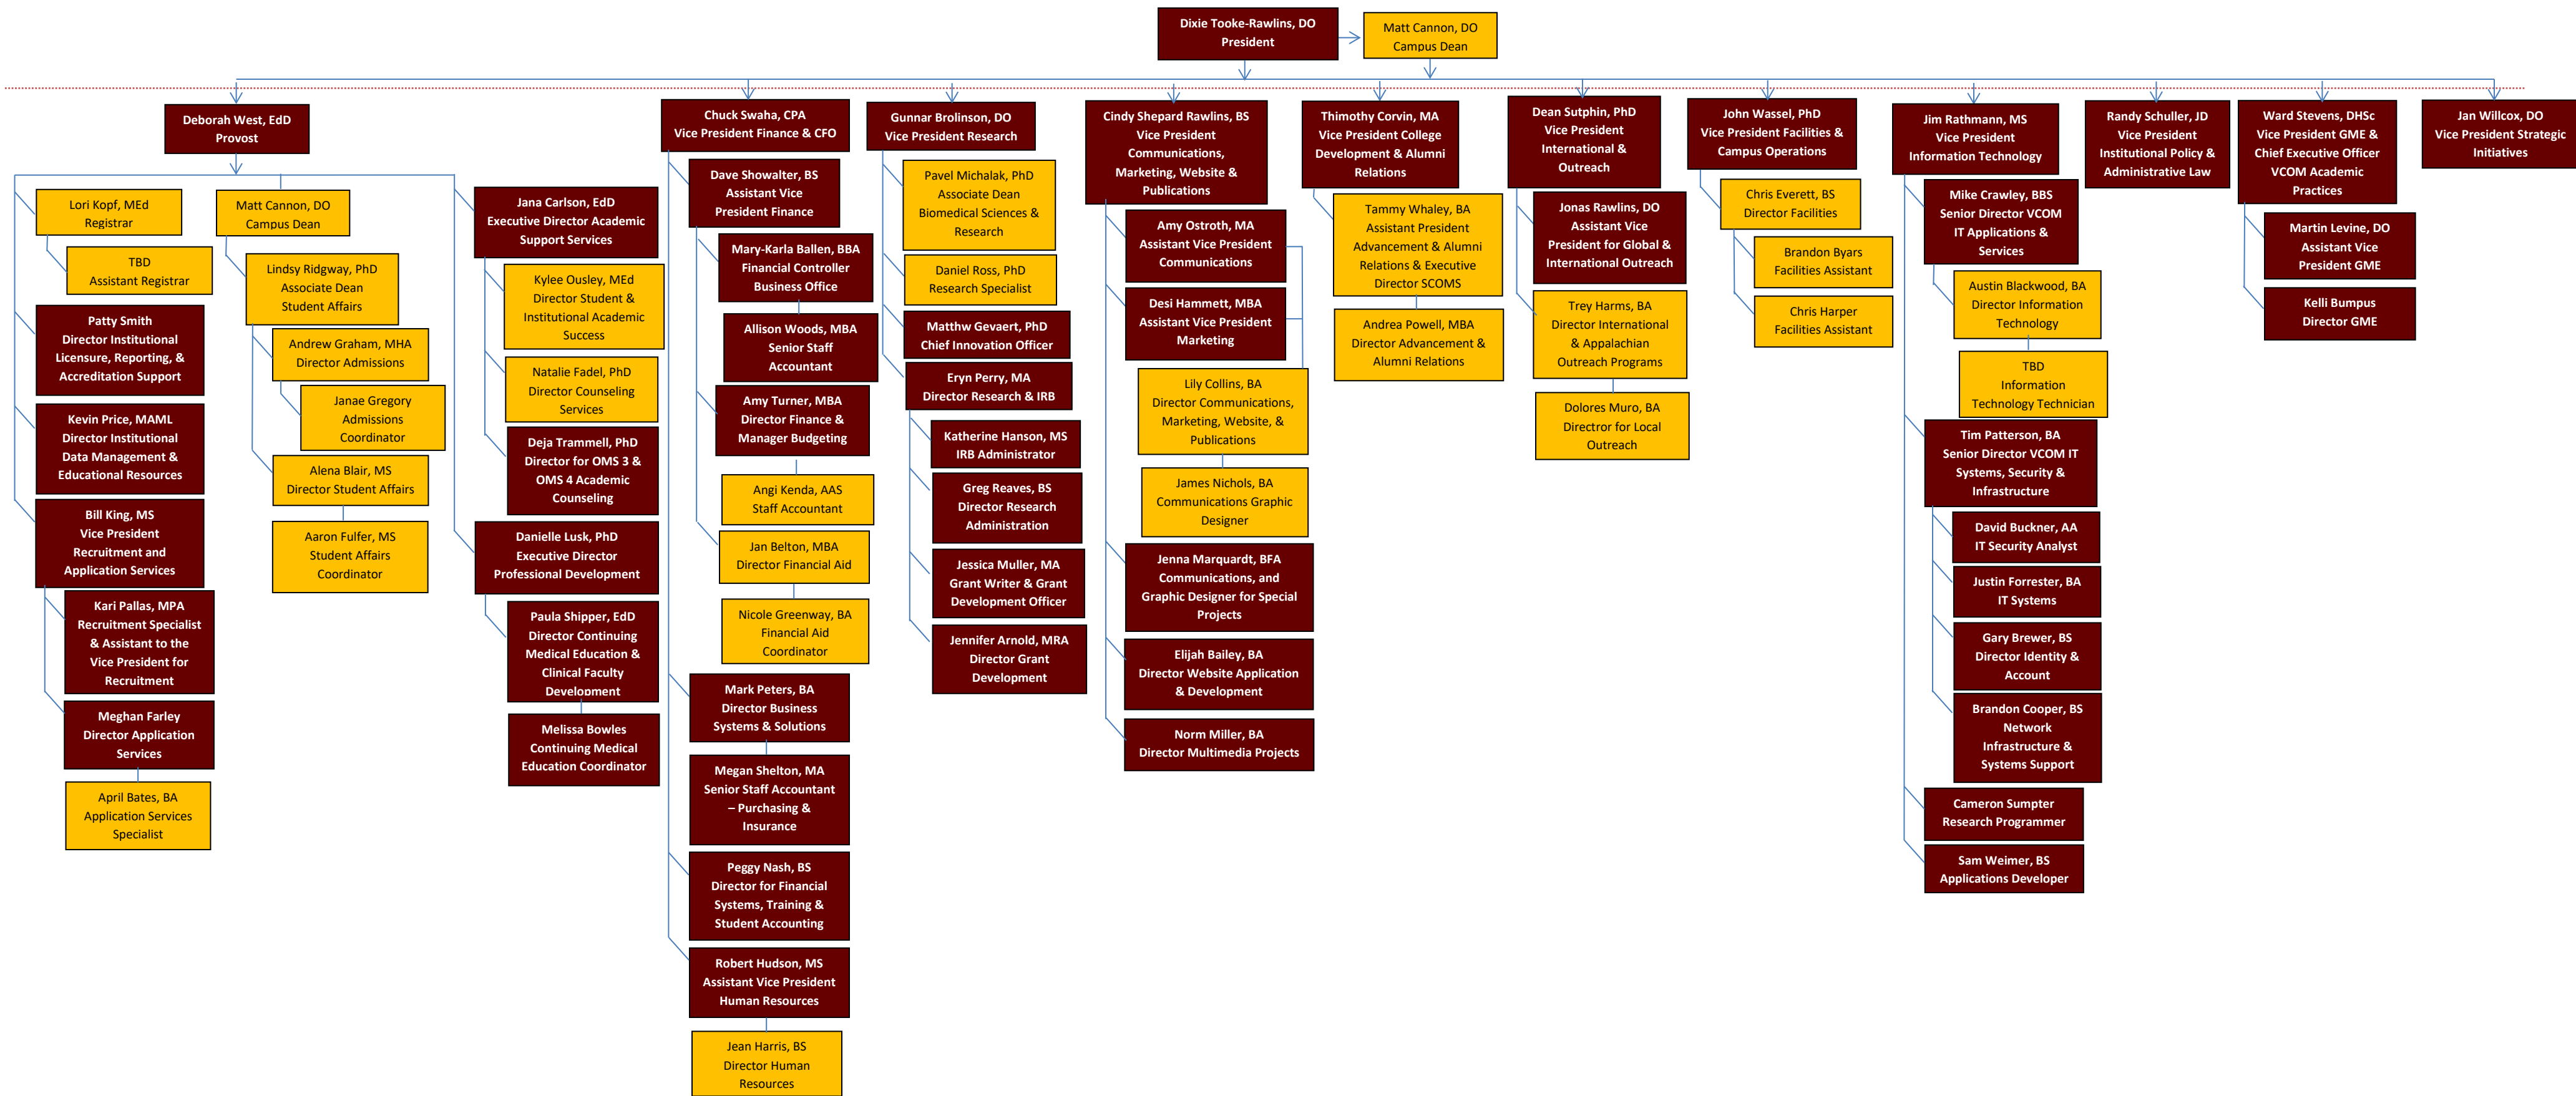 Dixie Tooke-Rawlins, DO
President
Matt Cannon, DO
Campus Dean
Deborah West, EdD
Provost
Lori Kopf, MEd
Registrar
TBD
Assistant Registrar
Patty Smith
Director Institutional
Licensure, Reporting, &
Accreditation Support
Kevin Price, MAML
Director Institutional
Data Management &
Educational Resources
Bill King, MS
Vice President
Recruitment and
Application Services
Kari Pallas, MPA
Recruitment Specialist
& Assistant to the
Vice President for
Recruitment
Meghan Farley
Director Application
Services
April Bates, BA
Application Services
Specialist
Matt Cannon, DO
Campus Dean
Lindsy Ridgway, PhD
Associate Dean
Student Affairs
Andrew Graham, MHA
Director Admissions
Janae Gregory
Admissions
Coordinator
Alena Blair, MS
Director Student Affairs
Aaron Fulfer, MS
Student Affairs
Coordinator
Jana Carlson, EdD
Executive Director Academic
Support Services
Kylee Ousley, MEd
Director Student &
Institutional Academic
Success
Natalie Fadel, PhD
Director Counseling
Services
Deja Trammell, PhD
Director for OMS 3 &
OMS 4 Academic
Counseling
Danielle Lusk, PhD
Executive Director
Professional Development
Paula Shipper, EdD
Director Continuing
Medical Education &
Clinical Faculty
Development
Melissa Bowles
Continuing Medical
Education Coordinator
Chuck Swaha, CPA
Vice President Finance & CFO
Dave Showalter, BS
Assistant Vice
President Finance
Mary-Karla Ballen, BBA
Financial Controller
Business Office
Allison Woods, MBA
Senior Staff
Accountant
Amy Turner, MBA
Director Finance &
Manager Budgeting
Angi Kenda, AAS
Staff Accountant
Jan Belton, MBA
Director Financial Aid
Nicole Greenway, BA
Financial Aid
Coordinator
Mark Peters, BA
Director Business
Systems & Solutions
Megan Shelton, MA
Senior Staff Accountant
– Purchasing &
Insurance
Peggy Nash, BS
Director for Financial
Systems, Training &
Student Accounting
Robert Hudson, MS
Assistant Vice President
Human Resources
Jean Harris, BS
Director Human
Resources
Gunnar Brolinson, DO
Vice President Research
Pavel Michalak, PhD
Associate Dean
Biomedical Sciences &
Research
Daniel Ross, PhD
Research Specialist
Matthw Gevaert, PhD
Chief Innovation Officer
Eryn Perry, MA
Director Research & IRB
Katherine Hanson, MS
IRB Administrator
Greg Reaves, BS
Director Research
Administration
Jessica Muller, MA
Grant Writer & Grant
Development Officer
Jennifer Arnold, MRA
Director Grant
Development
Cindy Shepard Rawlins, BS
Vice President
Communications,
Marketing, Website &
Publications
Amy Ostroth, MA
Assistant Vice President
Communications
Desi Hammett, MBA
Assistant Vice President
Marketing
Lily Collins, BA
Director Communications,
Marketing, Website, &
Publications
James Nichols, BA
Communications Graphic
Designer
Jenna Marquardt, BFA
Communications, and
Graphic Designer for Special
Projects
Elijah Bailey, BA
Director Website Application
& Development
Norm Miller, BA
Director Multimedia Projects
Thimothy Corvin, MA
Vice President College
Development & Alumni
Relations
Tammy Whaley, BA
Assistant President
Advancement & Alumni
Relations & Executive
Director SCOMS
Andrea Powell, MBA
Director Advancement &
Alumni Relations
Dean Sutphin, PhD
Vice President
International &
Outreach
Jonas Rawlins, DO
Assistant Vice
President for Global &
International Outreach
Trey Harms, BA
Director International
& Appalachian
Outreach Programs
Dolores Muro, BA
Directror for Local
Outreach
John Wassel, PhD
Vice President Facilities &
Campus Operations
Chris Everett, BS
Director Facilities
Brandon Byars
Facilities Assistant
Chris Harper
Facilities Assistant
Jim Rathmann, MS
Vice President
Information Technology
Mike Crawley, BBS
Senior Director VCOM
IT Applications &
Services
Austin Blackwood, BA
Director Information
Technology
TBD
Information
Technology Technician
Tim Patterson, BA
Senior Director VCOM IT
Systems, Security &
Infrastructure
David Buckner, AA
IT Security Analyst
Justin Forrester, BA
IT Systems
Gary Brewer, BS
Director Identity &
Account
Brandon Cooper, BS
Network
Infrastructure &
Systems Support
Cameron Sumpter
Research Programmer
Sam Weimer, BS
Applications Developer
Randy Schuller, JD
Vice President
Institutional Policy &
Administrative Law
Ward Stevens, DHSc
Vice President GME &
Chief Executive Officer
VCOM Academic
Practices
Martin Levine, DO
Assistant Vice
President GME
Kelli Bumpus
Director GME
Jan Willcox, DO
Vice President Strategic
Initiatives